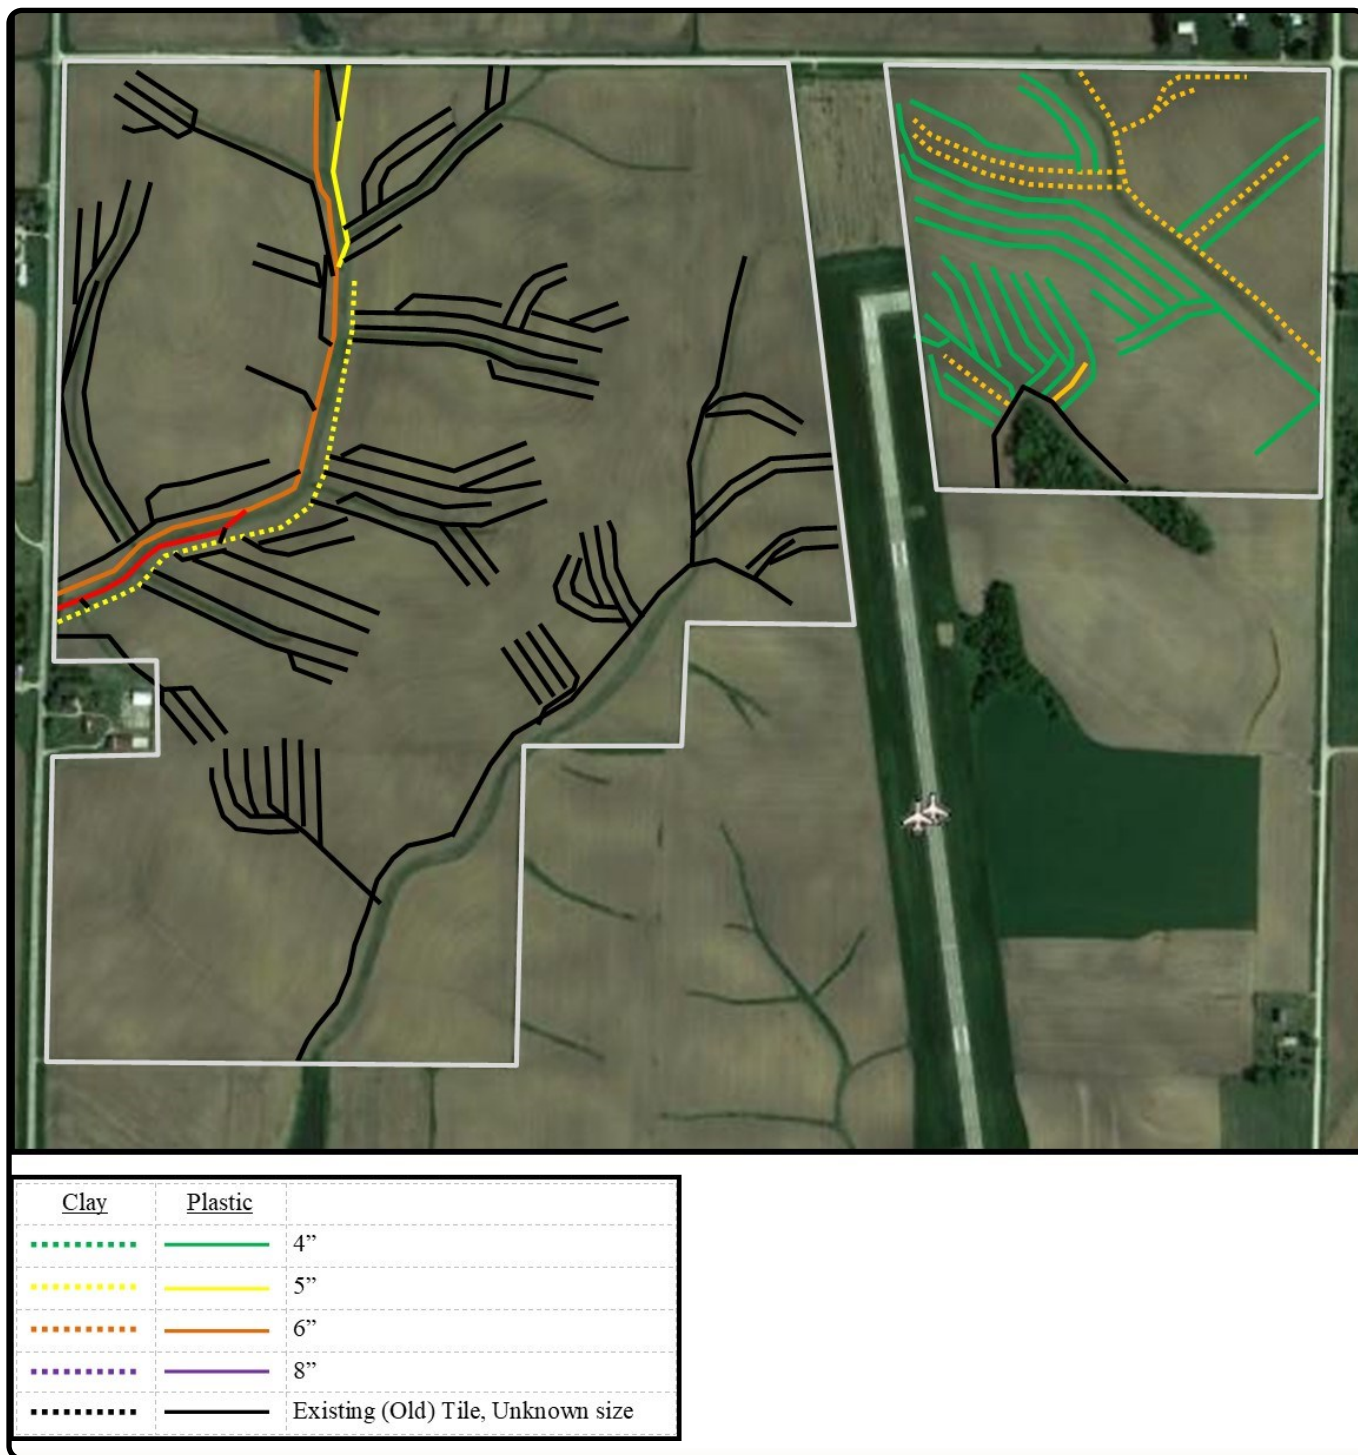 Clay Plastic
4”
5”
6”
8”
Existing (Old) Tile, Unknown size